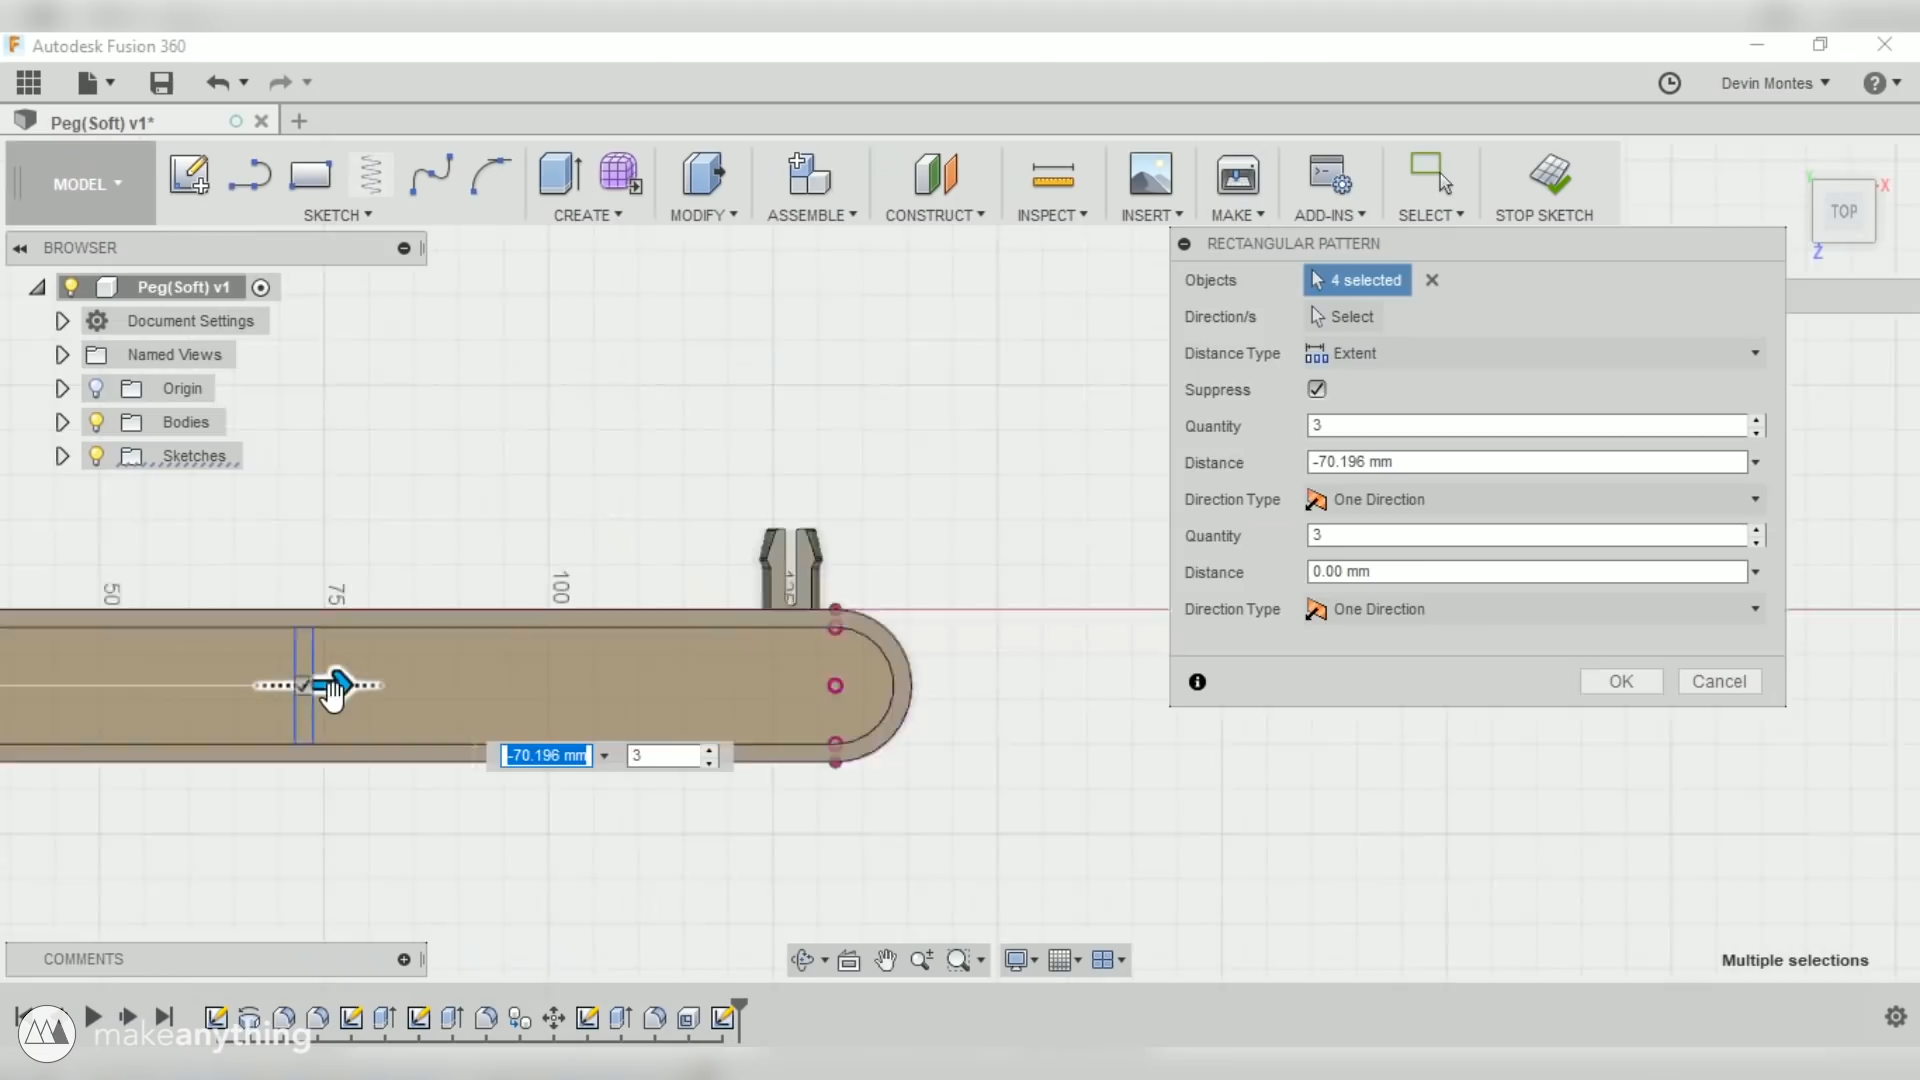 Autodesk Fusion 360
Devin Montes
Peg(Soft) v1*
MODEL
SKETCH
CREATE
MODIFY
ASSEMBLE
CONSTRUCT
INSPECT
INSERT
MAKE
ADD-INS
SELECT
STOP SKETCH
TOP
X
Z
BROWSER
Peg(Soft) v1
Document Settings
Named Views
Origin
Bodies
Sketches
RECTANGULAR PATTERN
Objects 4 selected
Direction/s Select
Distance Type Extent
Suppress
Quantity 3
Distance -70.196 mm
Direction Type One Direction
Quantity 3
Distance 0.00 mm
Direction Type One Direction
OK Cancel
50 75 100 125
-70.196 mm 3
COMMENTS
Multiple selections
makeanything